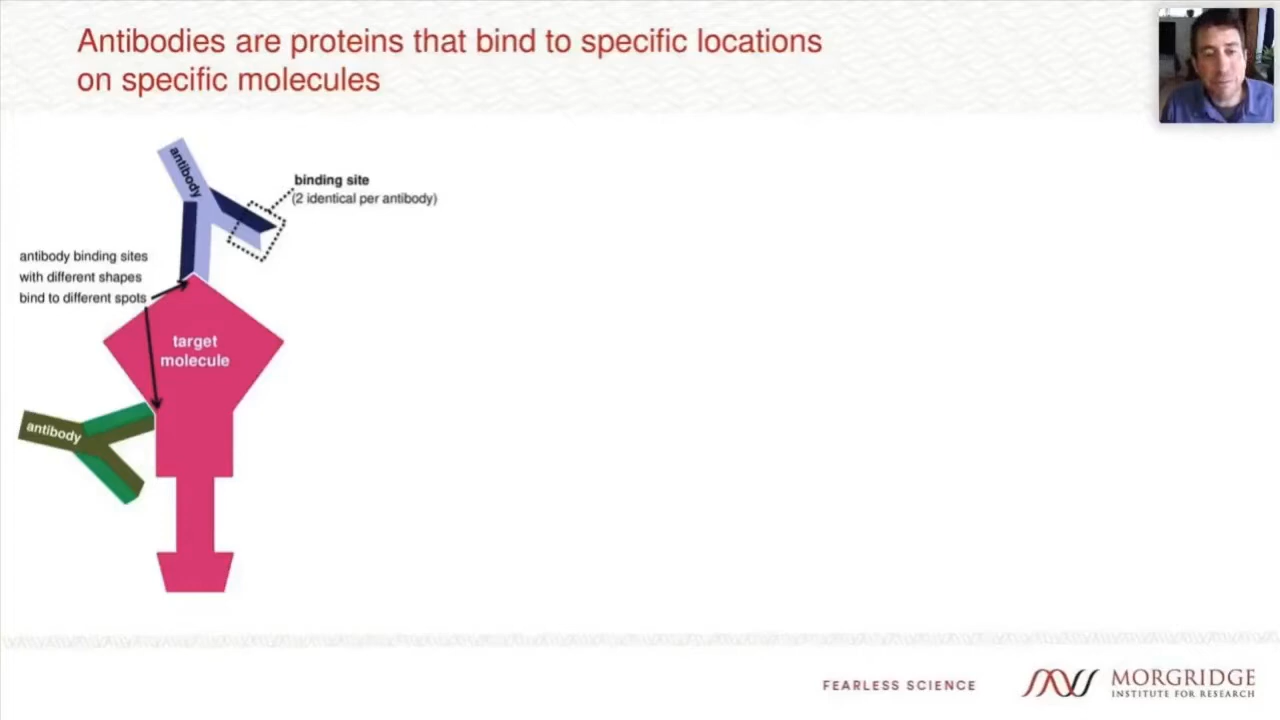 Antibodies are proteins that bind to specific locations
on specific molecules
antibody
binding site
(2 identical per antibody)
antibody binding sites
with different shapes
bind to different spots
target
molecule
antibody
FEARLESS SCIENCE
MORGRIDGE
INSTITUTE FOR RESEARCH